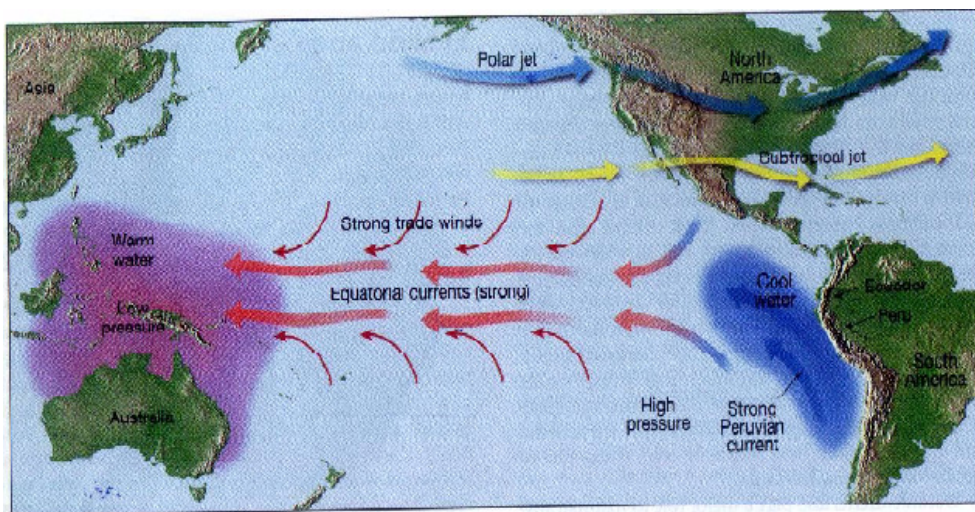 Polar jet
North
America
Asia
Subtropical jet
Strong trade winds
Warm
water
Equatorial currents (strong)
Low
pressure
Cool
water
Ecuador
Peru
South
America
Australia
High
pressure
Strong
Peruvian
current